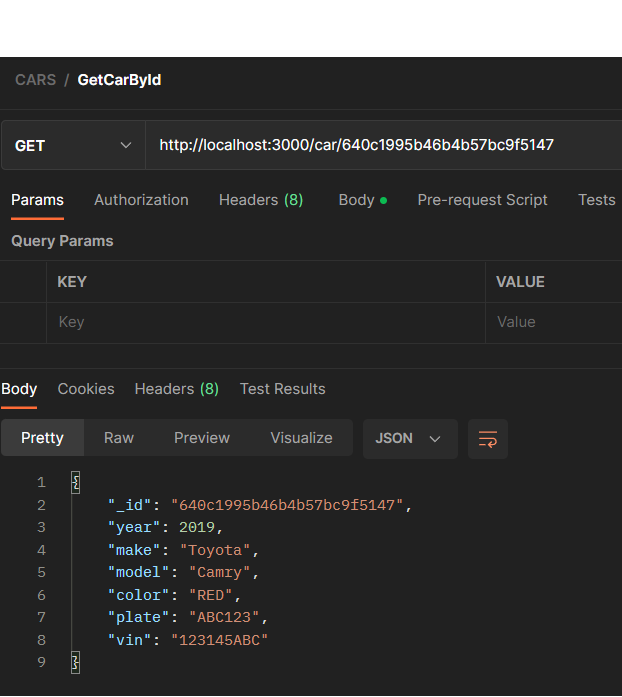 CARS / GetCarById
GET http://localhost:3000/car/640c1995b46b4b57bc9f5147
Params Authorization Headers (8) Body Pre-request Script Tests
Query Params
KEY VALUE
Key Value
Body Cookies Headers (8) Test Results
Pretty Raw Preview Visualize JSON
1 {
2 "_id": "640c1995b46b4b57bc9f5147",
3 "year": 2019,
4 "make": "Toyota",
5 "model": "Camry",
6 "color": "RED",
7 "plate": "ABC123",
8 "vin": "123145ABC"
9 }